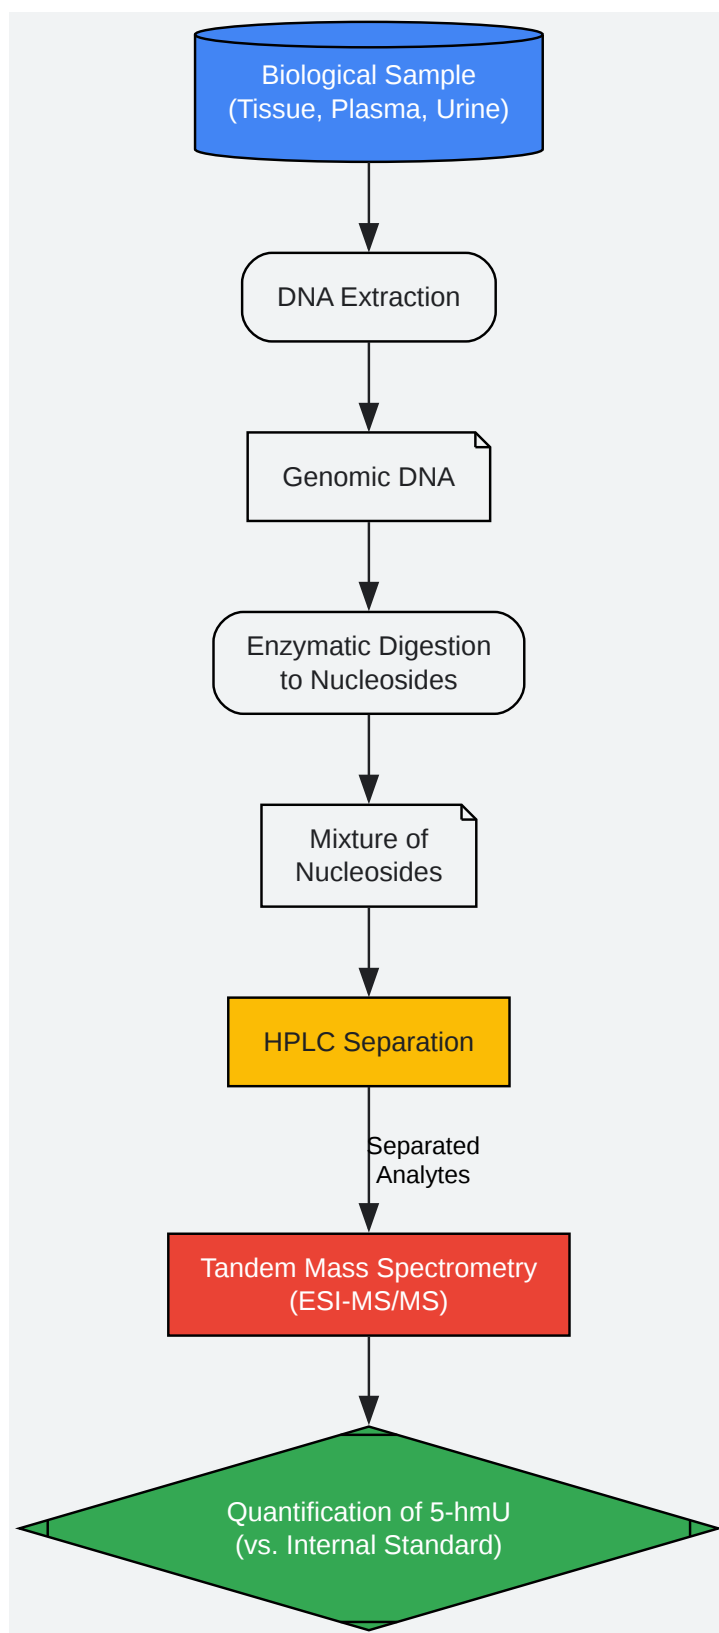 Biological Sample
(Tissue, Plasma, Urine)
DNA Extraction
Genomic DNA
Enzymatic Digestion
to Nucleosides
Mixture of
Nucleosides
HPLC Separation
Separated
Analytes
Tandem Mass Spectrometry
(ESI-MS/MS)
Quantification of 5-hmU
(vs. Internal Standard)